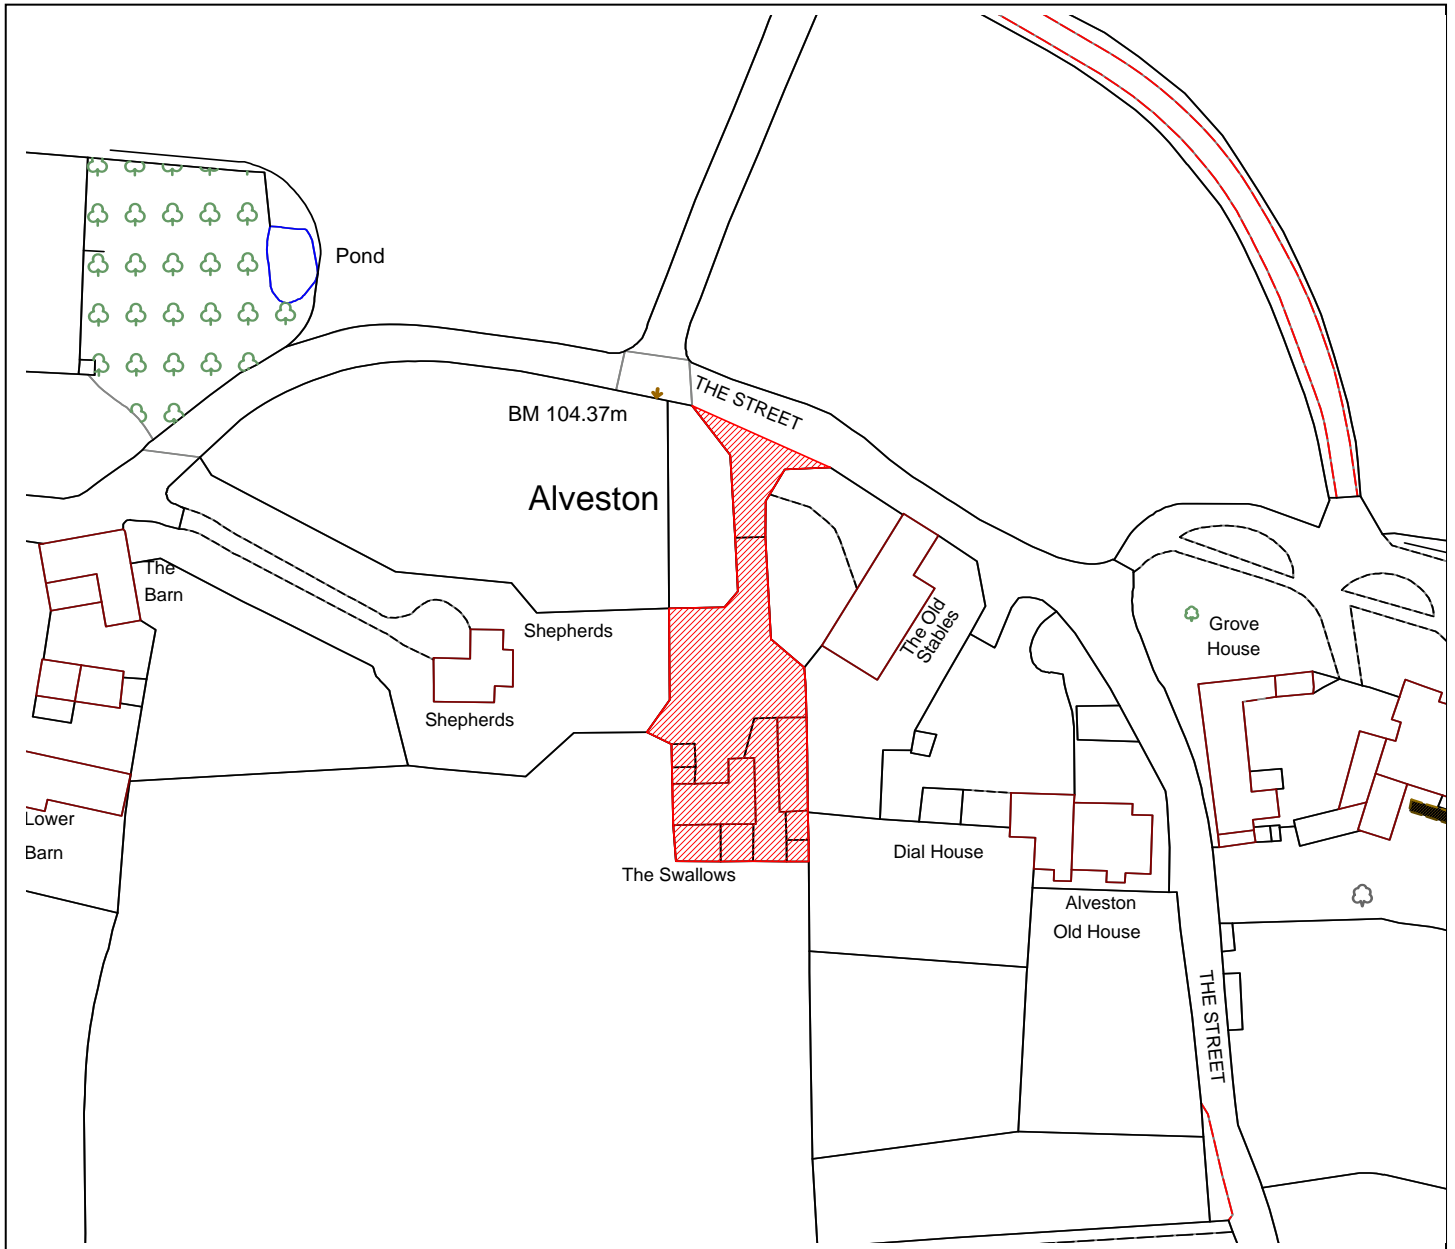 Pond
THE STREET
BM 104.37m
Alveston
The
Barn
Shepherds
The Old
Stables
Grove
House
Shepherds
Lower
Barn
The Swallows
Dial House
Alveston
Old House
THE STREET